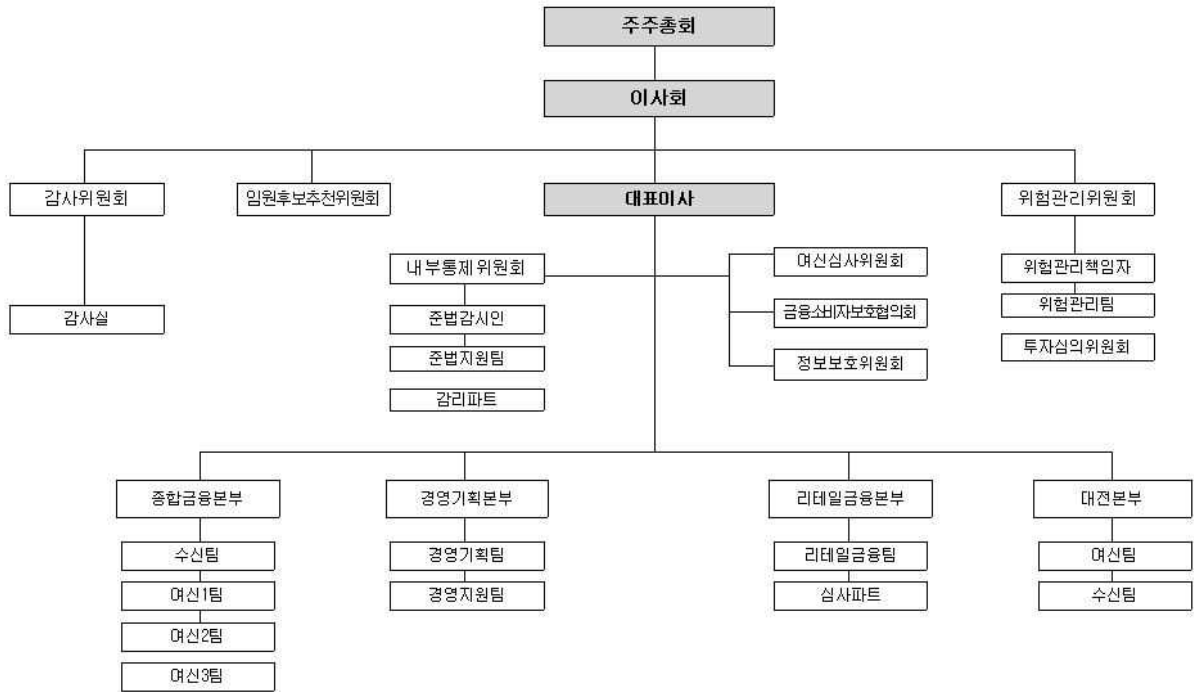 주주총회
이사회
감사위원회
임원후보추천위원회
대표이사
위험관리위원회
내부통제위원회
여신심사위원회
위험관리책임자
감사실
준법감시인
금융소비자보호협의회
위험관리팀
준법지원팀
정보보호위원회
투자심의위원회
감리파트
종합금융본부
경영기획본부
리테일금융본부
대전본부
수신팀
경영기획팀
리테일금융팀
여신팀
여신1팀
경영지원팀
심사파트
수신팀
여신2팀
여신3팀